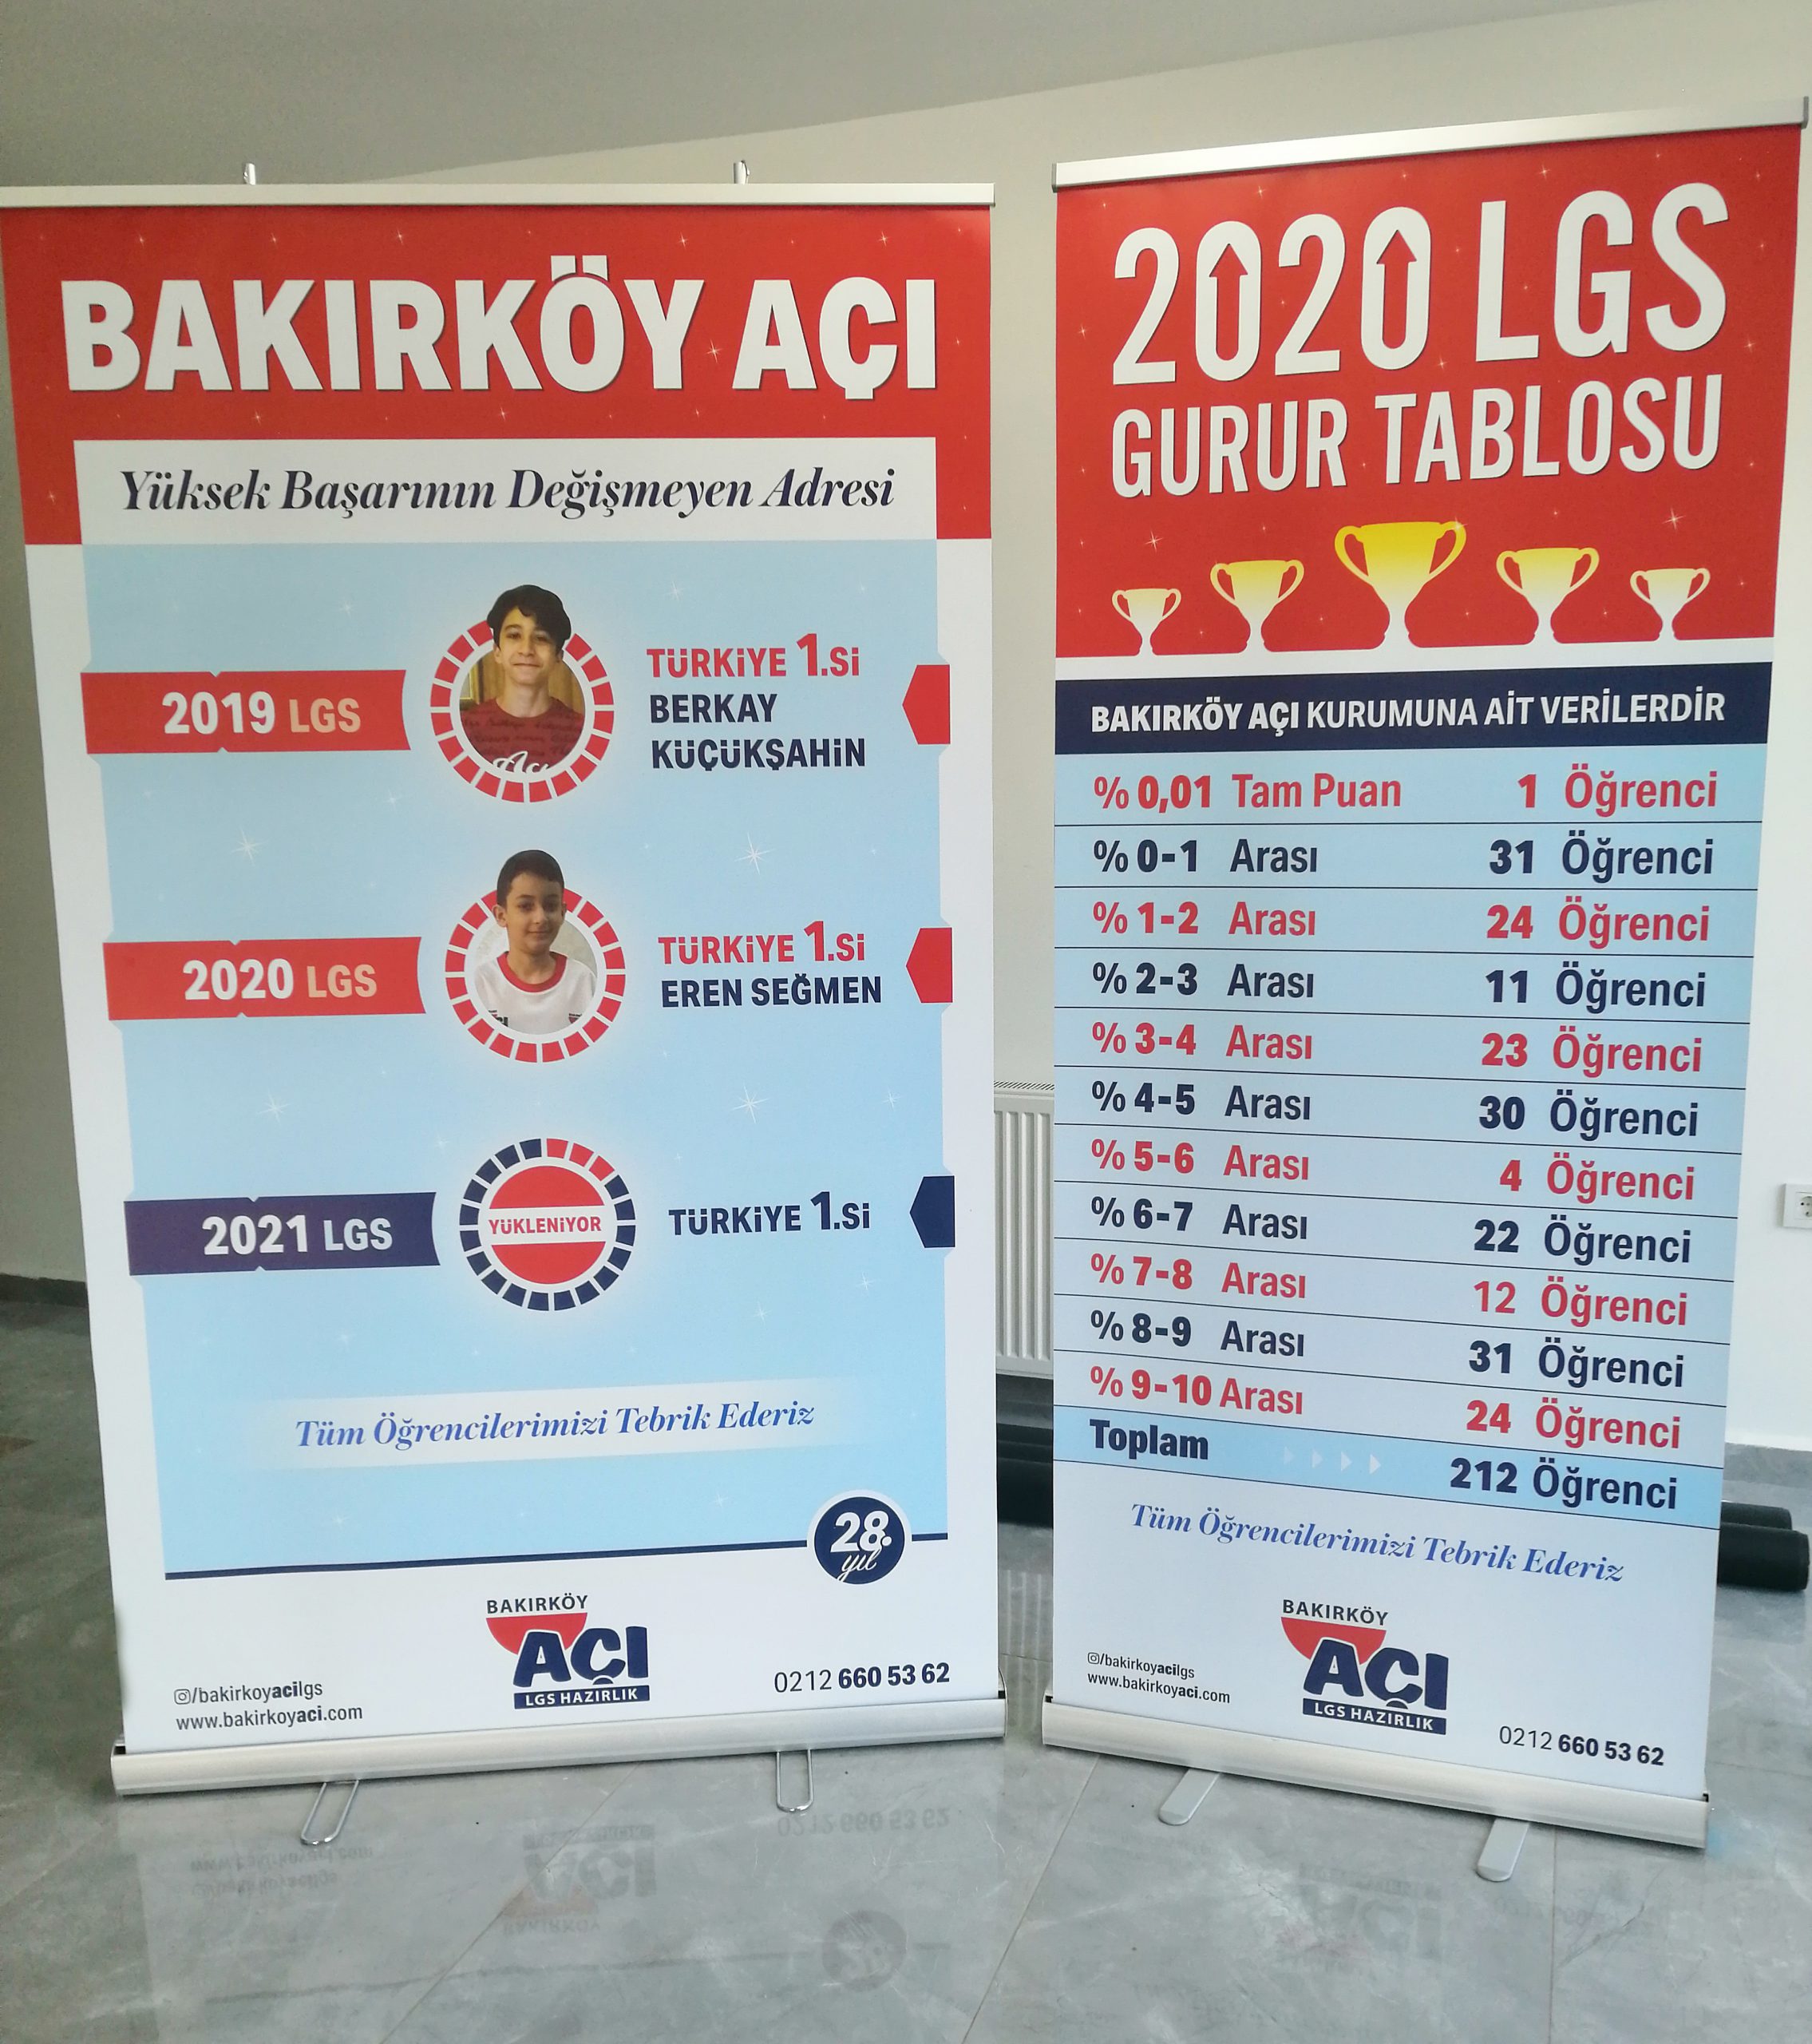 BAKIRKÖY AÇI
Yüksek Başarının Değişmeyen Adresi
2019 LGS
TÜRKİYE 1.Sİ
BERKAY
KÜÇÜKŞAHİN
Açı
2020 LGS
TÜRKİYE 1.Sİ
EREN SEĞMEN
2021 LGS
YÜKLENİYOR
TÜRKİYE 1.Sİ
Tüm Öğrencilerimizi Tebrik Ederiz
28.
yıl
BAKIRKÖY
AÇI
LGS HAZIRLIK
/bakirkoyacilgs
www.bakirkoyaci.com
0212 660 53 62
2020 LGS
GURUR TABLOSU
BAKIRKÖY AÇI KURUMUNA AİT VERİLERDİR
% 0,01 Tam Puan 1 Öğrenci
% 0-1 Arası 31 Öğrenci
% 1-2 Arası 24 Öğrenci
% 2-3 Arası 11 Öğrenci
% 3-4 Arası 23 Öğrenci
% 4-5 Arası 30 Öğrenci
% 5-6 Arası 4 Öğrenci
% 6-7 Arası 22 Öğrenci
% 7-8 Arası 12 Öğrenci
% 8-9 Arası 31 Öğrenci
% 9-10 Arası 24 Öğrenci
Toplam 212 Öğrenci
Tüm Öğrencilerimizi Tebrik Ederiz
BAKIRKÖY
AÇI
LGS HAZIRLIK
/bakirkoyacilgs
www.bakirkoyaci.com
0212 660 53 62